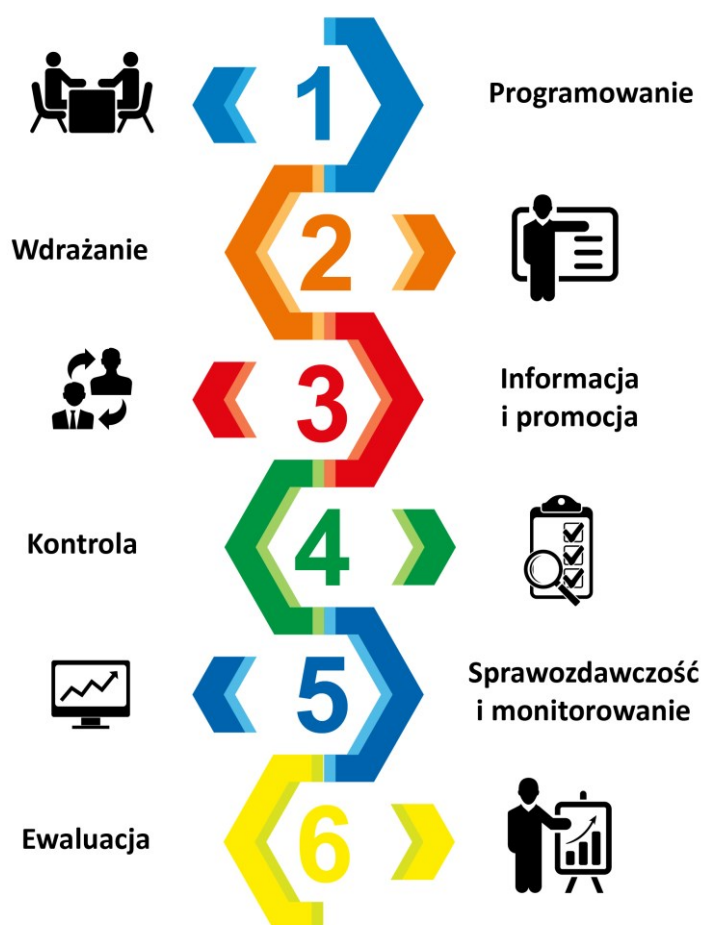 1
Programowanie
Wdrażanie
2
3
Informacja
i promocja
Kontrola
4
5
Sprawozdawczość
i monitorowanie
Ewaluacja
6